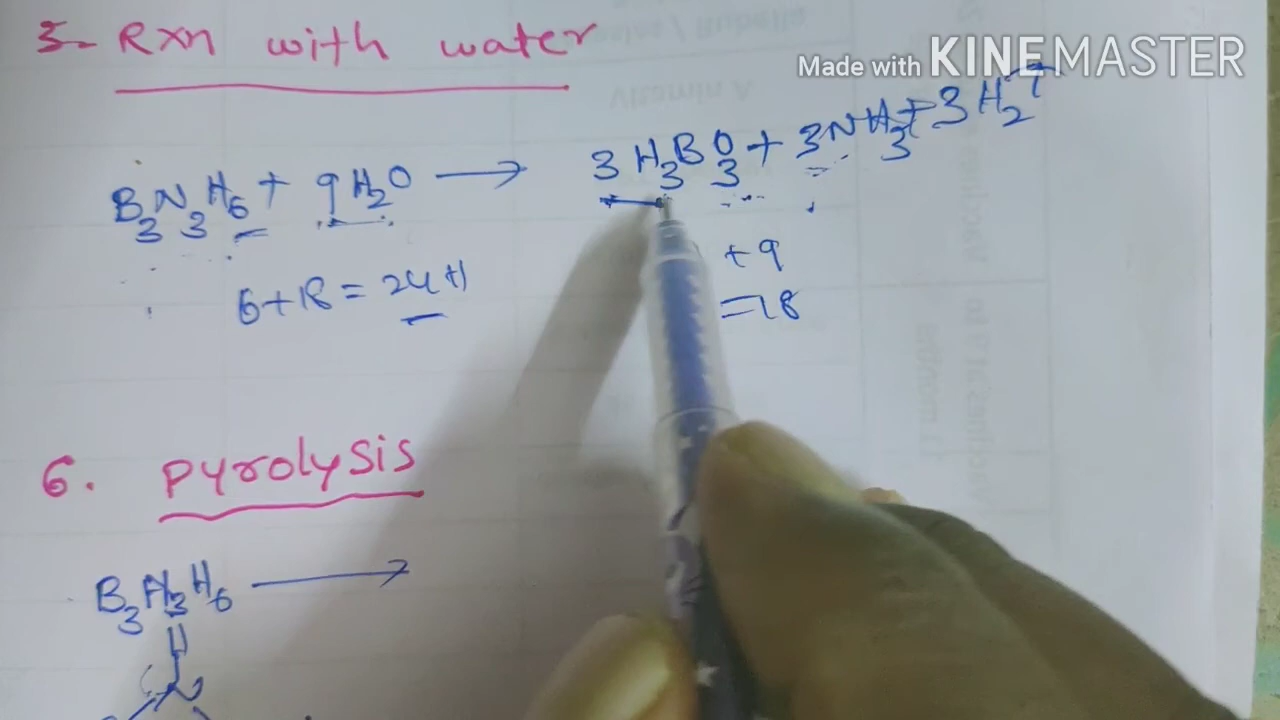 5- Rxn with water
Made with KINEMASTER
B3N3H6 + 9H2O → 3H3BO3 + 3NH3 + 3H2↑
6+18 = 24H
+9
=18
6. Pyrolysis
B3N3H6 →
H
N